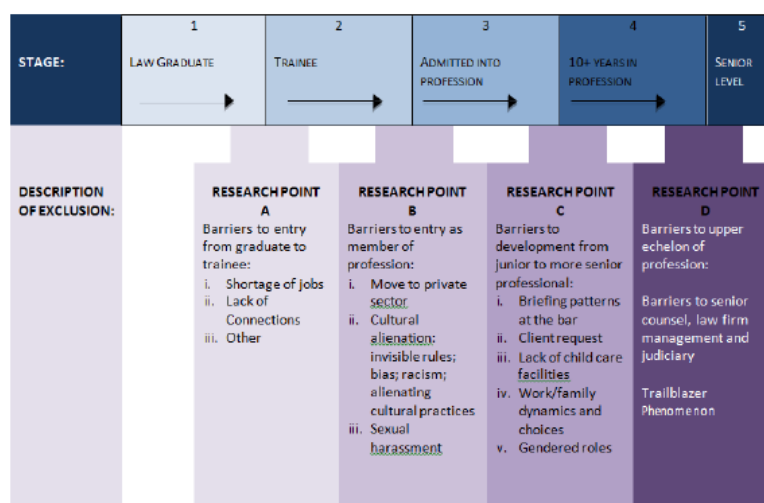 STAGE:
1
LAW GRADUATE
2
TRAINEE
3
ADMITTED INTO
PROFESSION
4
10+ YEARS IN
PROFESSION
5
SENIOR
LEVEL
DESCRIPTION
OF EXCLUSION:
RESEARCH POINT
A
Barriers to entry
from graduate to
trainee:
i. Shortage of jobs
ii. Lack of
Connections
iii. Other
RESEARCH POINT
B
Barriers to entry as
member of
profession:
i. Move to private
sector
ii. Cultural
alienation:
invisible rules;
bias; racism;
alienating
cultural practices
iii. Sexual
harassment
RESEARCH POINT
C
Barriers to
development from
junior to more senior
professional:
i. Briefing patterns
at the bar
ii. Client request
iii. Lack of child care
facilities
iv. Work/family
dynamics and
choices
v. Gendered roles
RESEARCH POINT
D
Barriers to upper
echelon of
profession:
Barriers to senior
counsel, law firm
management and
judiciary
Trailblazer
Phenomenon